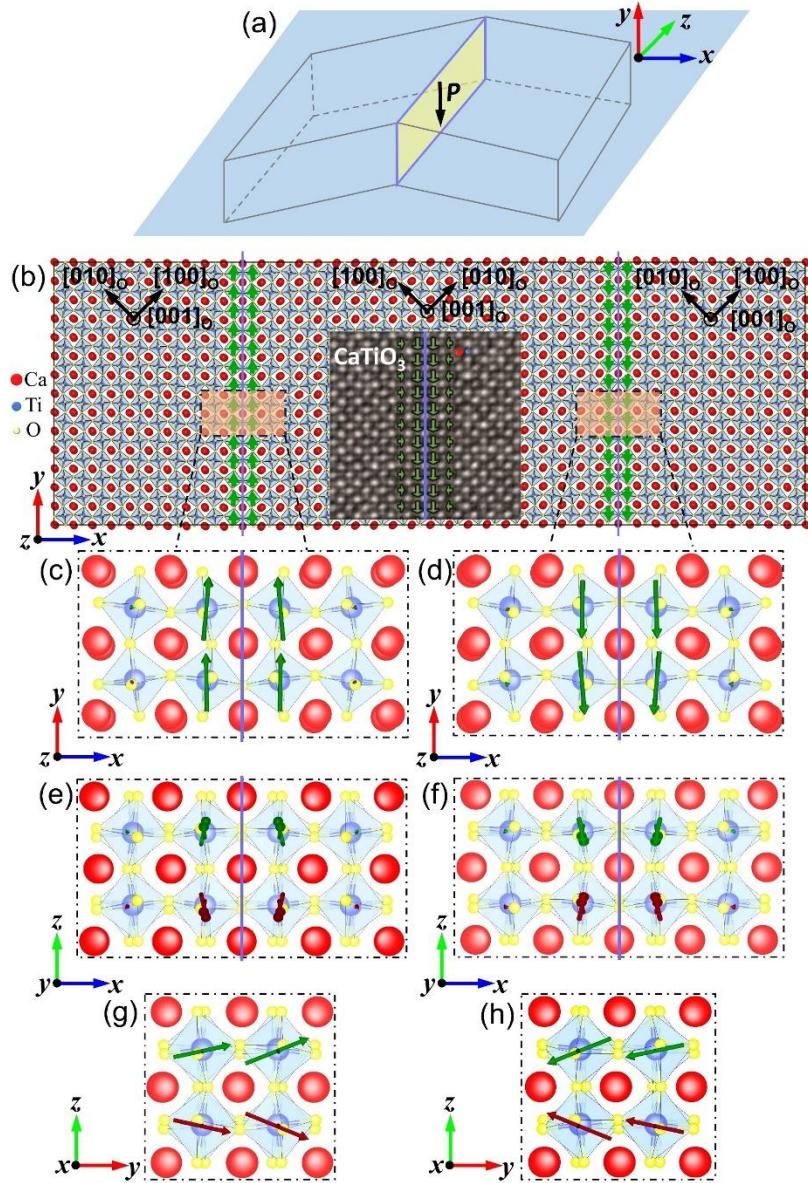 (a)
y
z
x
P
(b)
[010]O [100]O
[001]O
[100]O [010]O
[001]O
[010]O [100]O
[001]O
CaTiO3
Ca
Ti
O
y
z x
(c)
(d)
y
z x
y
z x
(e)
(f)
z
y x
z
y x
(g)
(h)
z
x y
z
x y